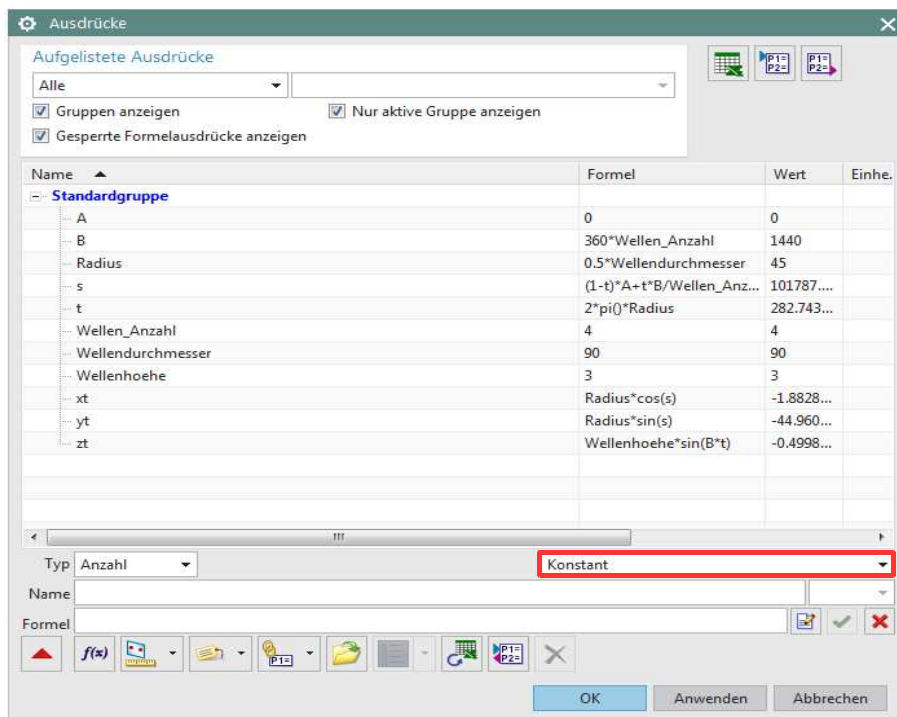 Ausdrücke
Aufgelistete Ausdrücke
Alle
P1=
P2=
P1=
P2=
Gruppen anzeigen
Nur aktive Gruppe anzeigen
Gesperrte Formelausdrücke anzeigen
Name Formel Wert Einhe.
Standardgruppe
A 0 0
B 360*Wellen_Anzahl 1440
Radius 0.5*Wellendurchmesser 45
s (1-t)*A+t*B/Wellen_Anz... 101787....
t 2*pi()*Radius 282.743...
Wellen_Anzahl 4 4
Wellendurchmesser 90 90
Wellenhoehe 3 3
xt Radius*cos(s) -1.8828...
yt Radius*sin(s) -44.960...
zt Wellenhoehe*sin(B*t) -0.4998...
Typ Anzahl Konstant
Name
Formel
f(x) P1= P1=
P2=
OK Anwenden Abbrechen